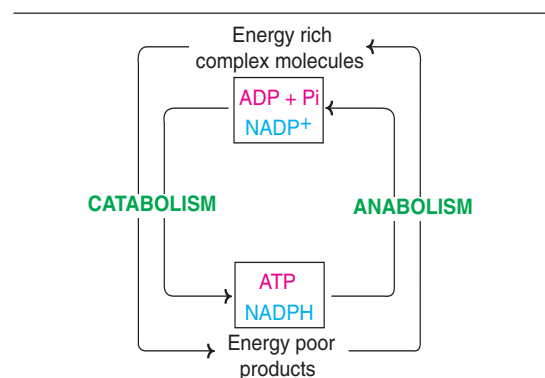 Energy rich
complex molecules
ADP + Pi
NADP+
CATABOLISM
ANABOLISM
ATP
NADPH
Energy poor
products